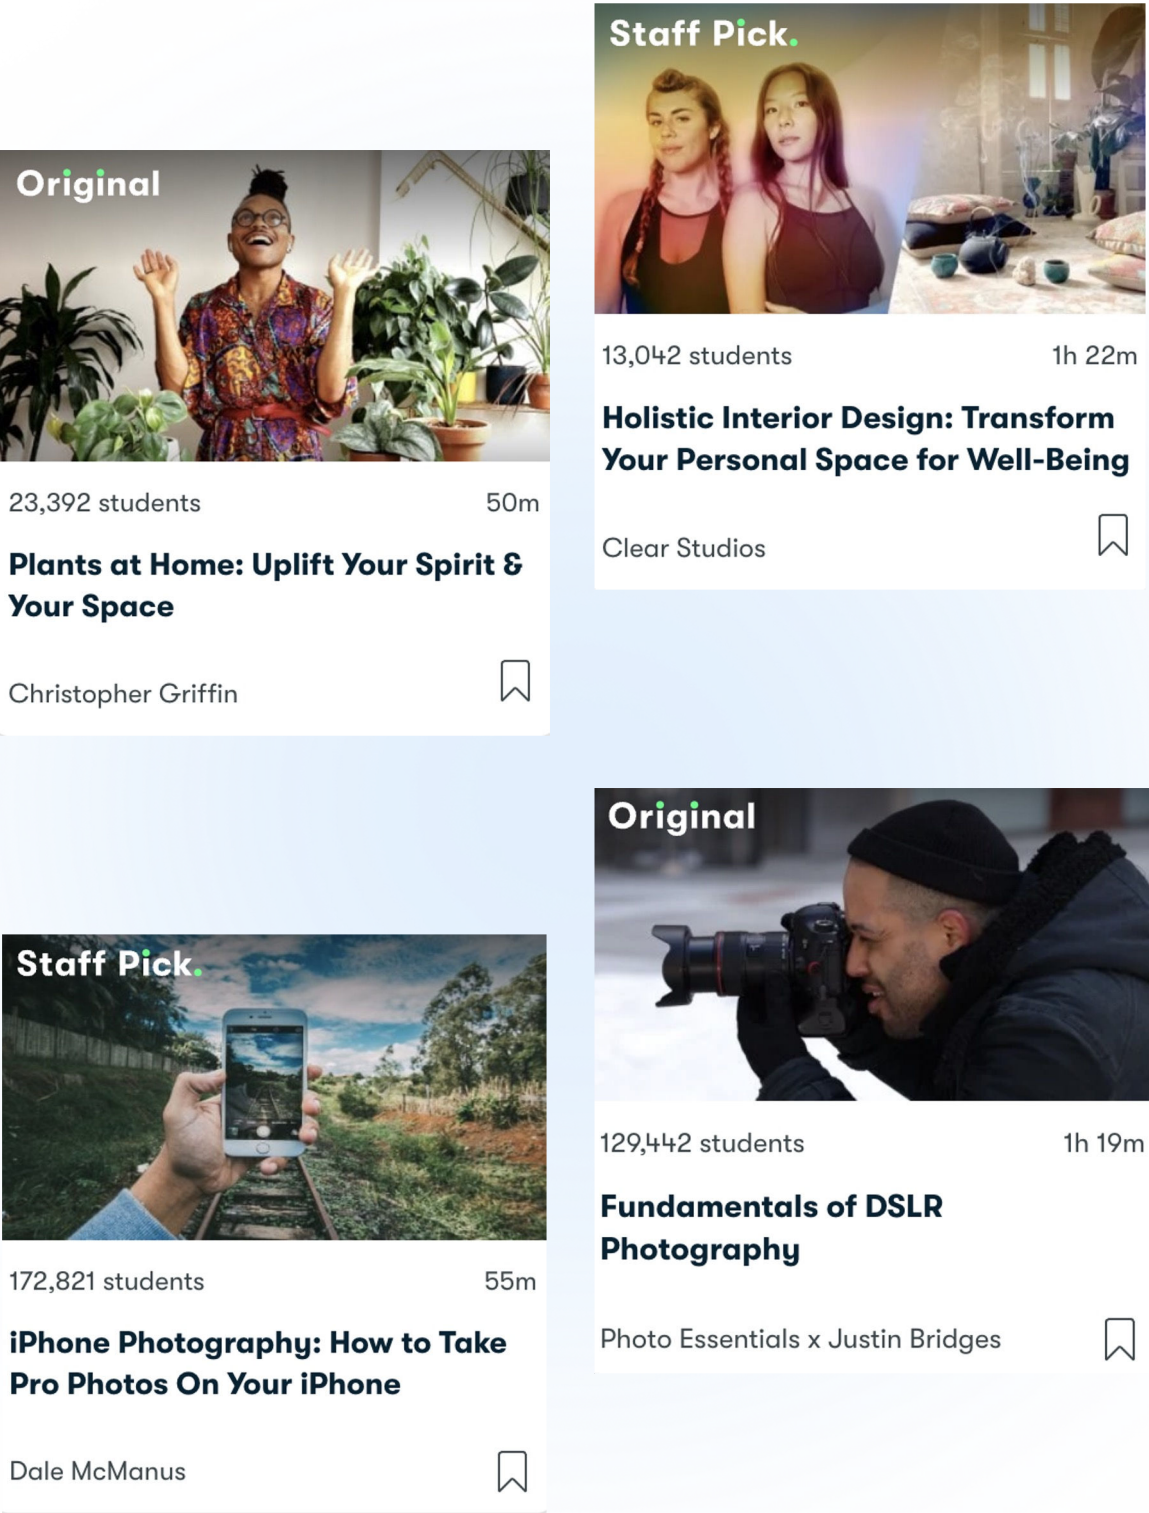 Original
23,392 students
50m
Plants at Home: Uplift Your Spirit &
Your Space
Christopher Griffin
Staff Pick.
13,042 students
1h 22m
Holistic Interior Design: Transform
Your Personal Space for Well-Being
Clear Studios
Staff Pick.
172,821 students
55m
iPhone Photography: How to Take
Pro Photos On Your iPhone
Dale McManus
Original
129,442 students
1h 19m
Fundamentals of DSLR
Photography
Photo Essentials x Justin Bridges